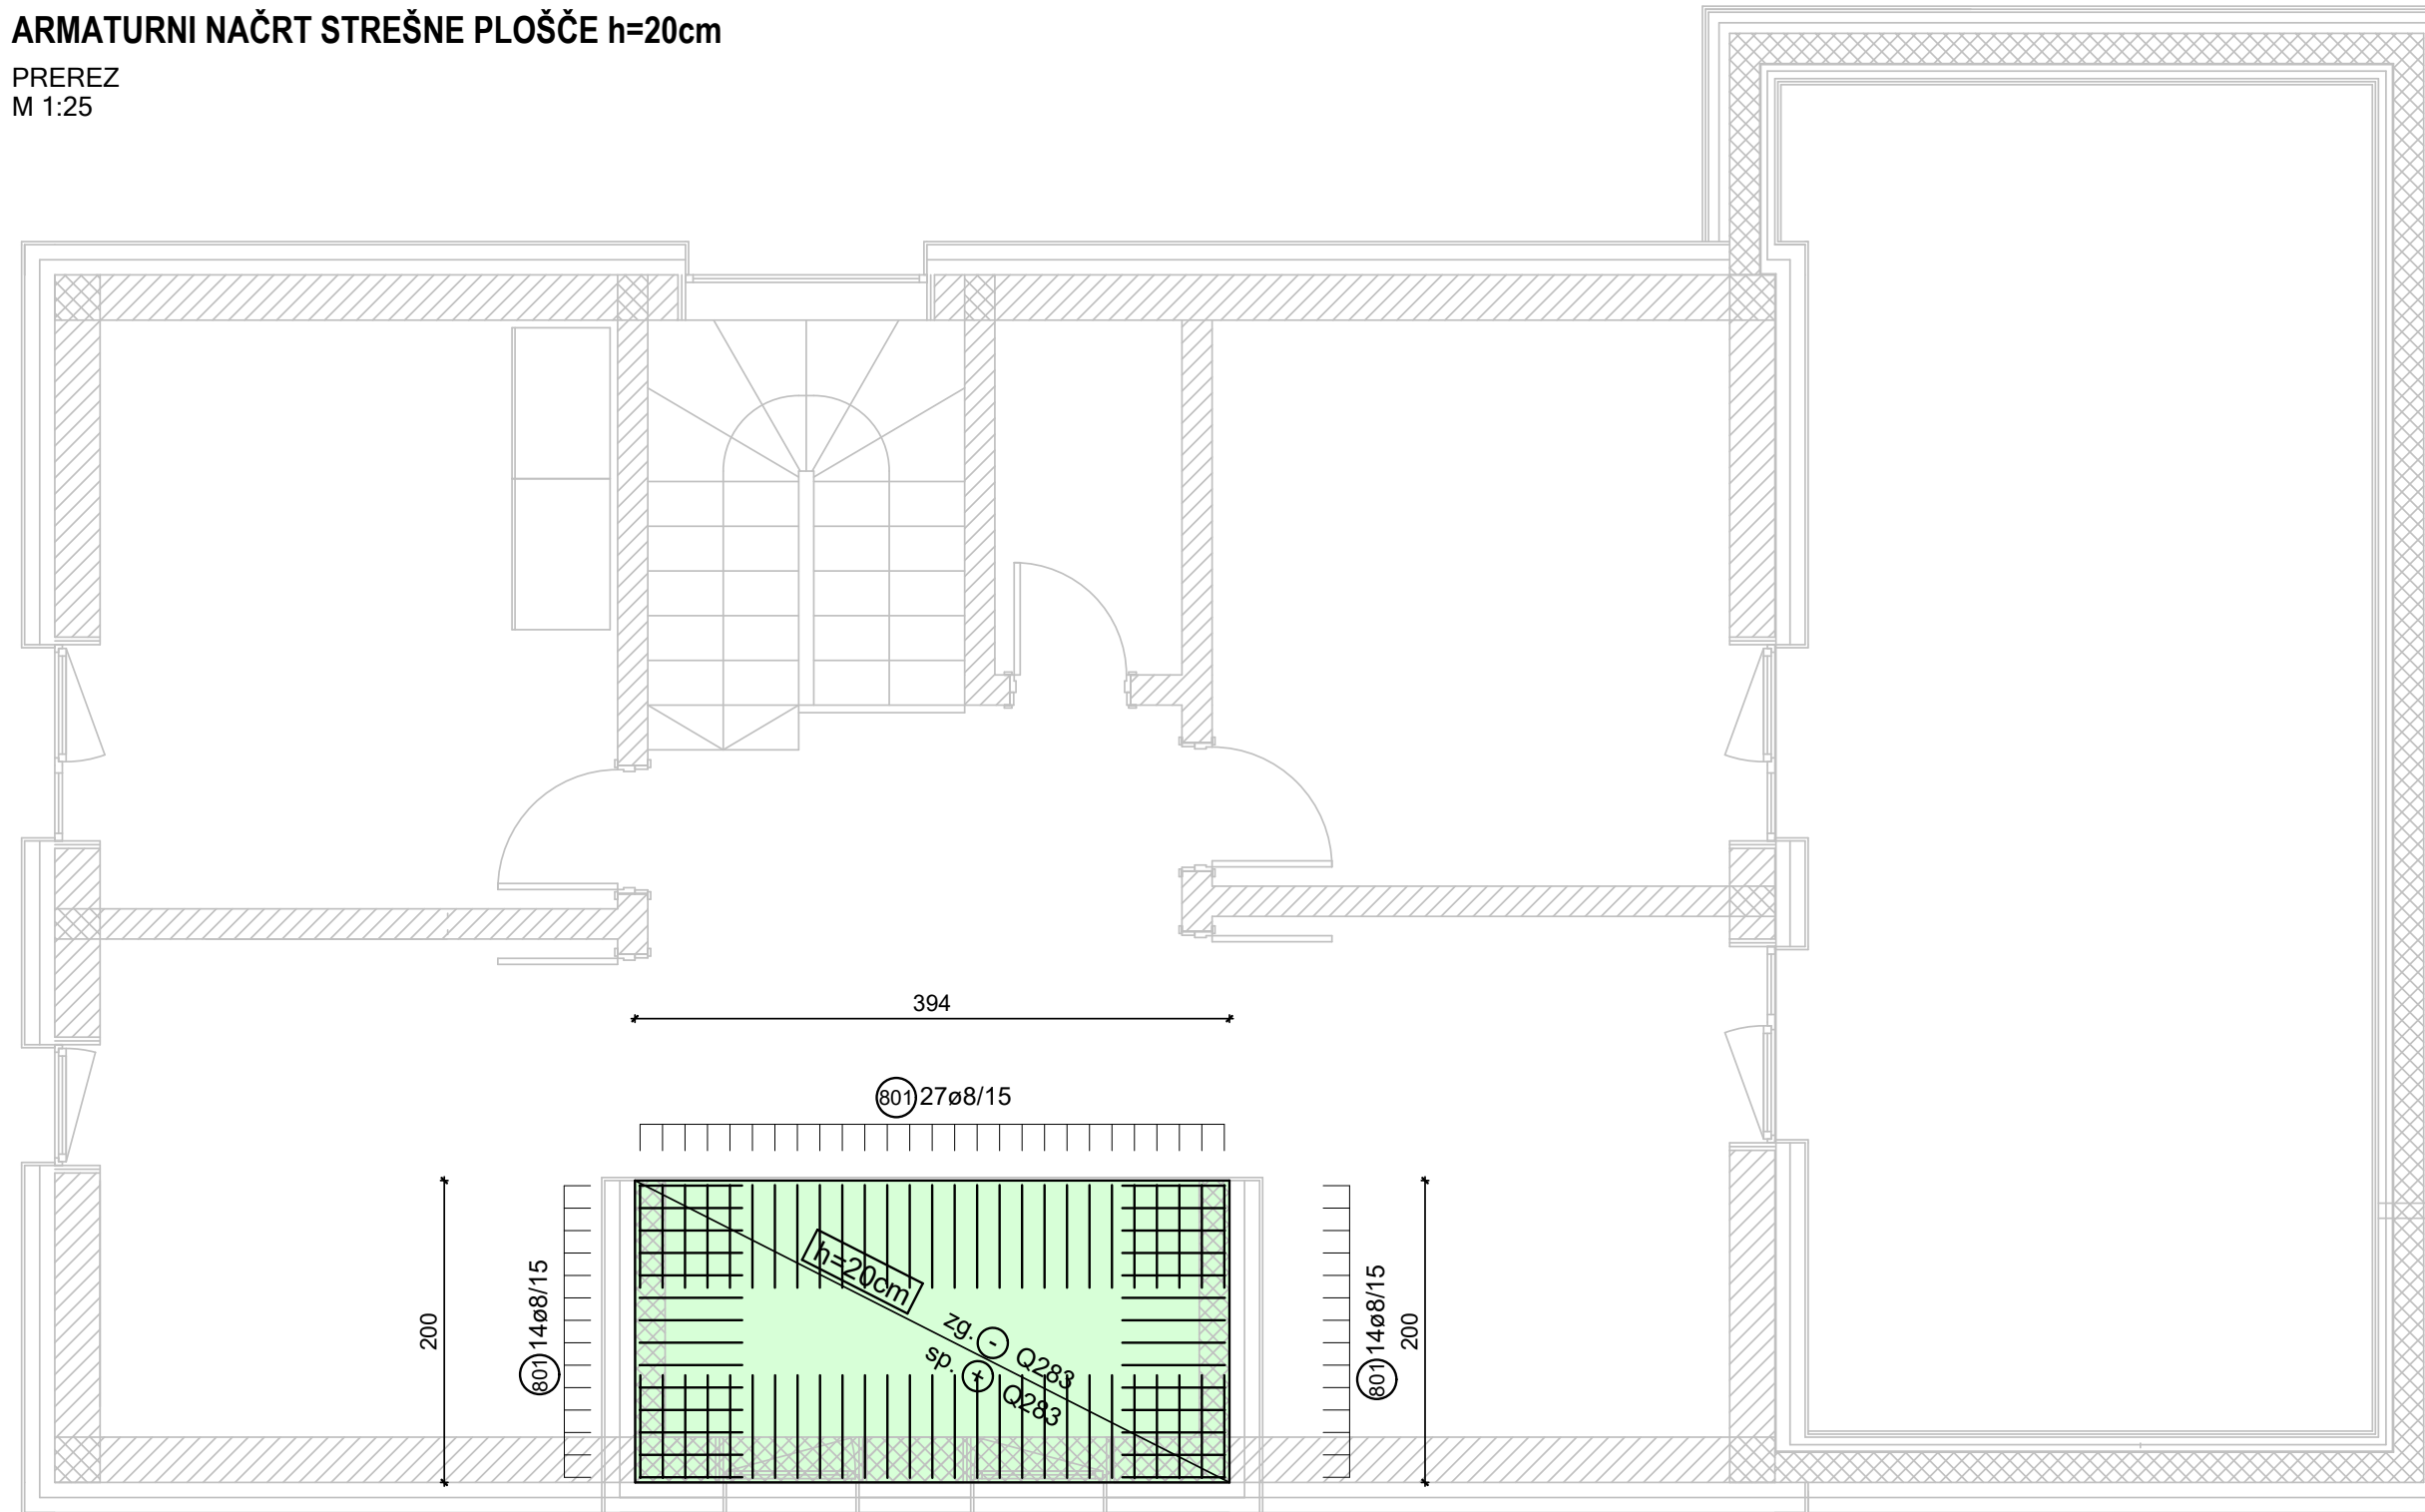 ARMATURNI NAČRT STREŠNE PLOŠČE h=20cm
PREREZ
M 1:25
394
801 27ø8/15
200
801 14ø8/15
h=20cm
zg. - Q283
sp. + Q283
801 14ø8/15
200